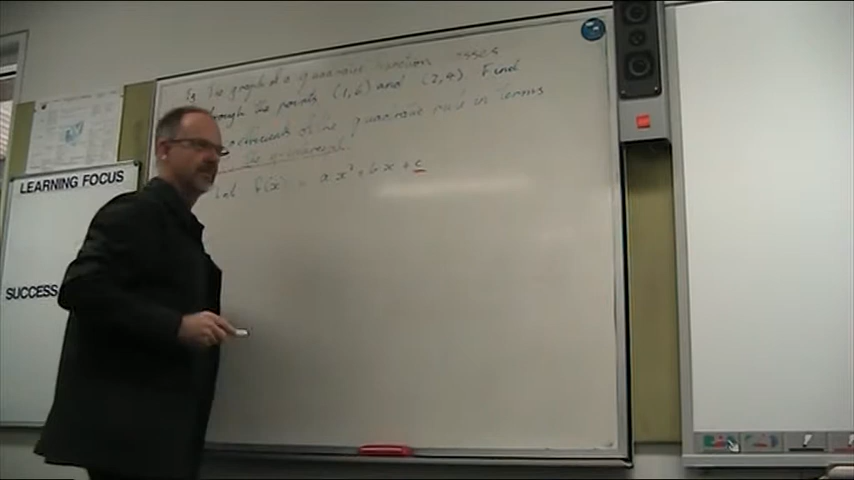 Eg The graph of a quadratic function passes
through the points (1,6) and (2,4) Find
coefficients of the quadratic rule in terms
of the y-intercept
Let f(x) = ax² + bx + c
LEARNING FOCUS
SUCCESS